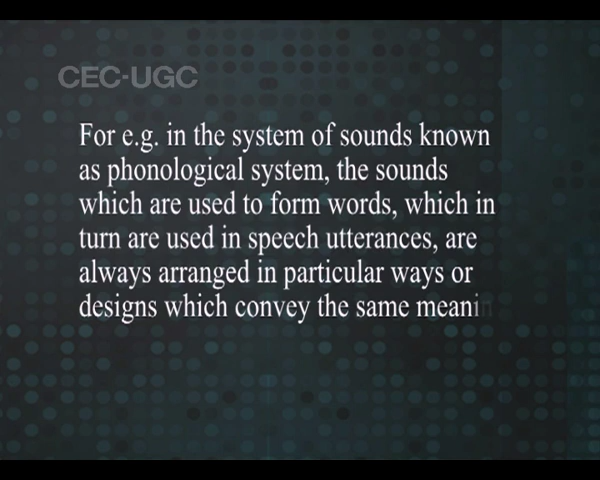 CEC-UGC
For e.g. in the system of sounds known
as phonological system, the sounds
which are used to form words, which in
turn are used in speech utterances, are
always arranged in particular ways or
designs which convey the same meanin